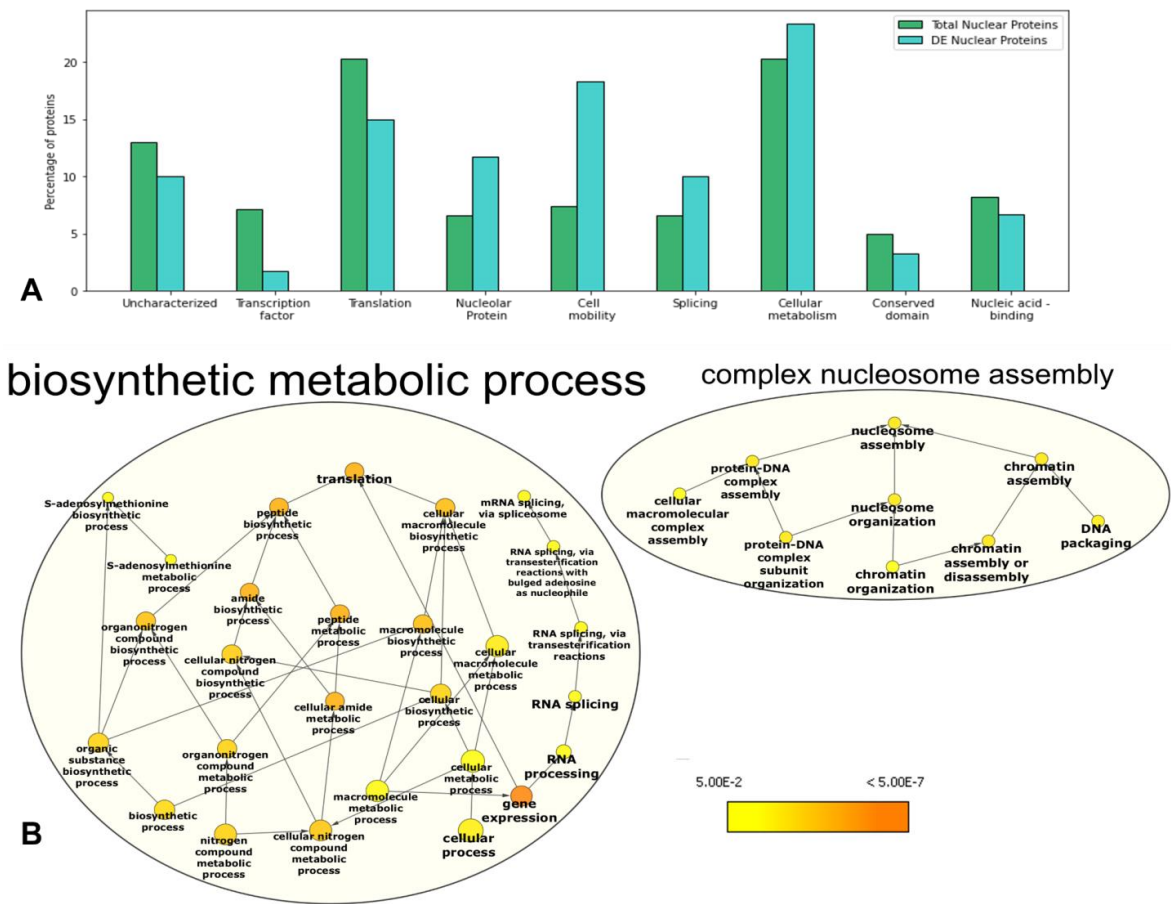 Total Nuclear Proteins
DE Nuclear Proteins
Percentage of proteins
20
15
10
5
0
A
Uncharacterized
Transcription
factor
Translation
Nucleolar
Protein
Cell
mobility
Splicing
Cellular
metabolism
Conserved
domain
Nucleic acid -
binding
biosynthetic metabolic process
translation
S-adenosylmethionine
biosynthetic
process
peptide
biosynthetic
process
cellular
macromolecule
biosynthetic
process
mRNA splicing,
via spliceosome
S-adenosylmethionine
metabolic
process
RNA splicing, via
transesterification
reactions with
bulged adenosine
as nucleophile
amide
biosynthetic
process
organonitrogen
compound
biosynthetic
process
peptide
metabolic
process
macromolecule
biosynthetic
process
RNA splicing, via
transesterification
reactions
cellular nitrogen
compound
biosynthetic
process
cellular
macromolecule
metabolic
process
cellular amide
metabolic
process
cellular
biosynthetic
process
RNA splicing
organic
substance
biosynthetic
process
organonitrogen
compound
metabolic
process
cellular
metabolic
process
RNA
processing
macromolecule
metabolic
process
gene
expression
biosynthetic
process
nitrogen
compound
metabolic
process
cellular nitrogen
compound
metabolic
process
cellular
process
B
complex nucleosome assembly
nucleosome
assembly
protein-DNA
complex
assembly
chromatin
assembly
cellular
macromolecular
complex
assembly
nucleosome
organization
DNA
packaging
protein-DNA
complex
subunit
organization
chromatin
assembly or
disassembly
chromatin
organization
5.00E-2
< 5.00E-7